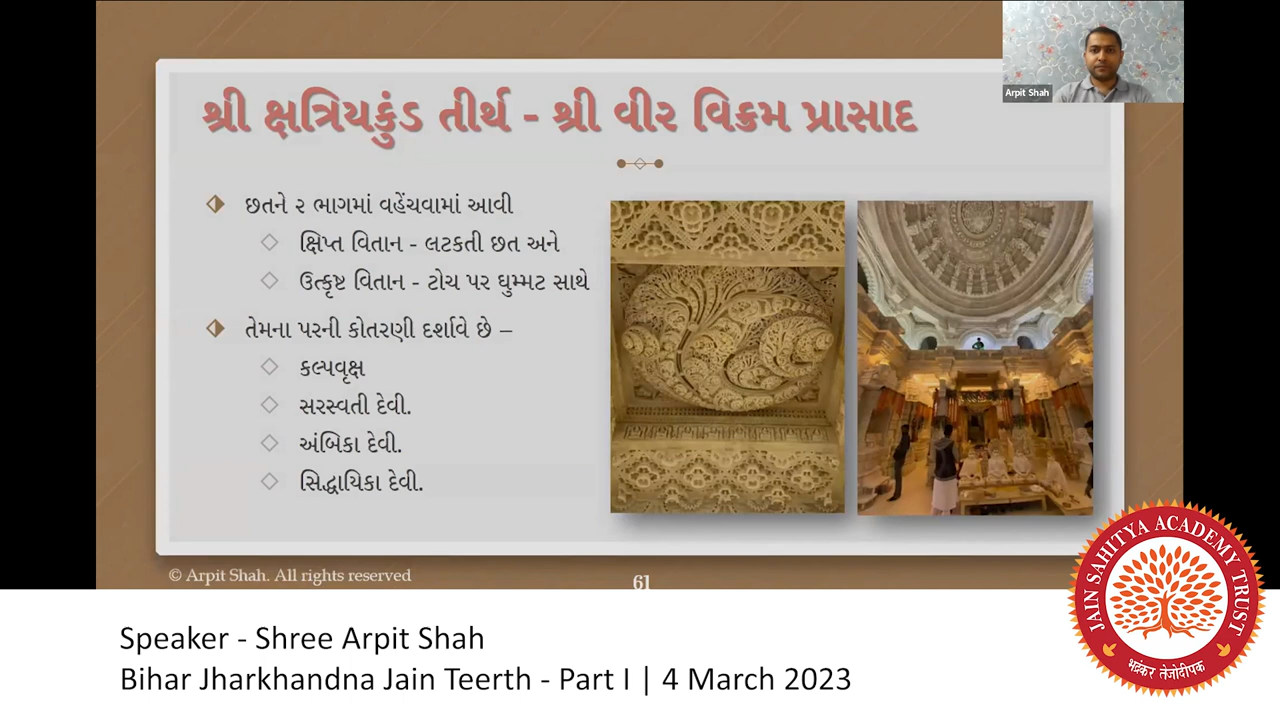 શ્રી ક્ષત્રિયકુંડ તીર્થ - શ્રી વીર વિક્રમ પ્રાસાદ
Arpit Shah
છતને ૨ ભાગમાં વહેંચવામાં આવી
ક્ષિપ્ત વિતાન - લટકતી છત અને
ઉત્કૃષ્ટ વિતાન - ટોચ પર ઘુમ્મટ સાથે
તેમના પરની કોતરણી દર્શાવે છે –
કલ્પવૃક્ષ
સરસ્વતી દેવી.
અંબિકા દેવી.
સિદ્ધાયિકા દેવી.
© Arpit Shah. All rights reserved
61
JAIN SAHITYA ACADEMY TRUST
भद्रंकर तेजोदीपक
Speaker - Shree Arpit Shah
Bihar Jharkhandna Jain Teerth - Part I | 4 March 2023